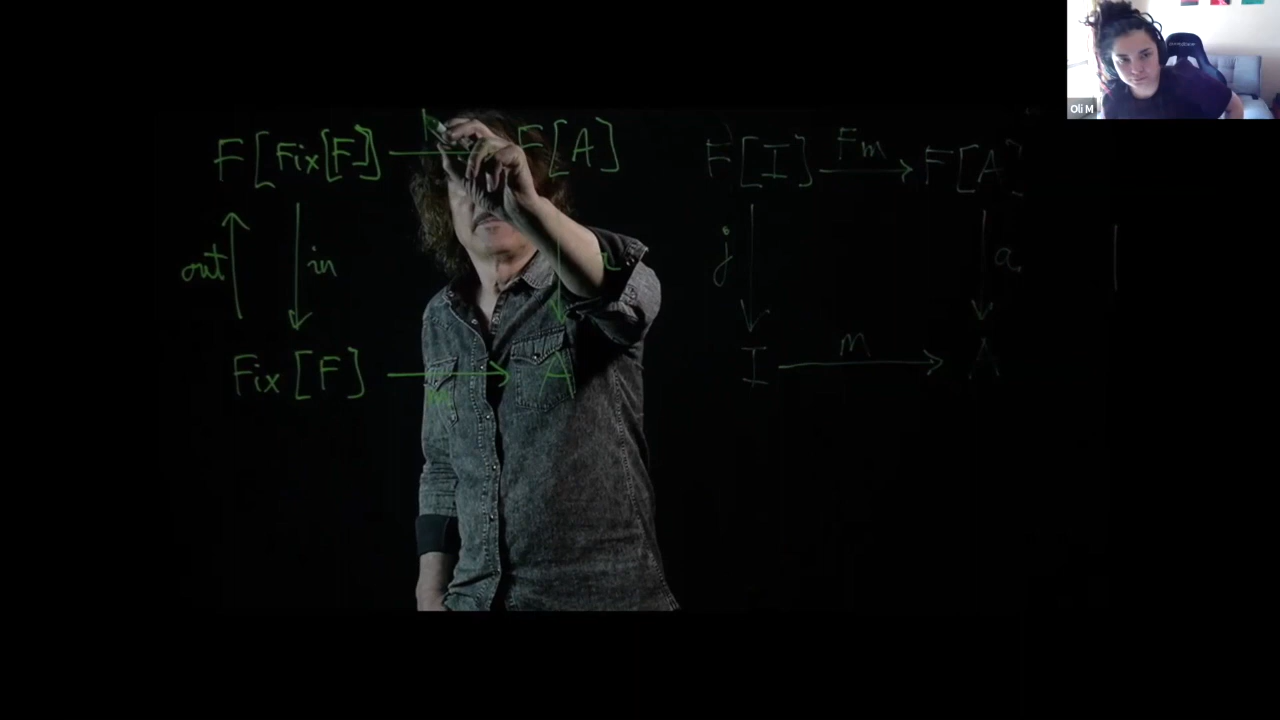 Oli M
F[Fix[F]] F[A] F[I] Fm F[A]
out in j a
Fix[F] m A I m A